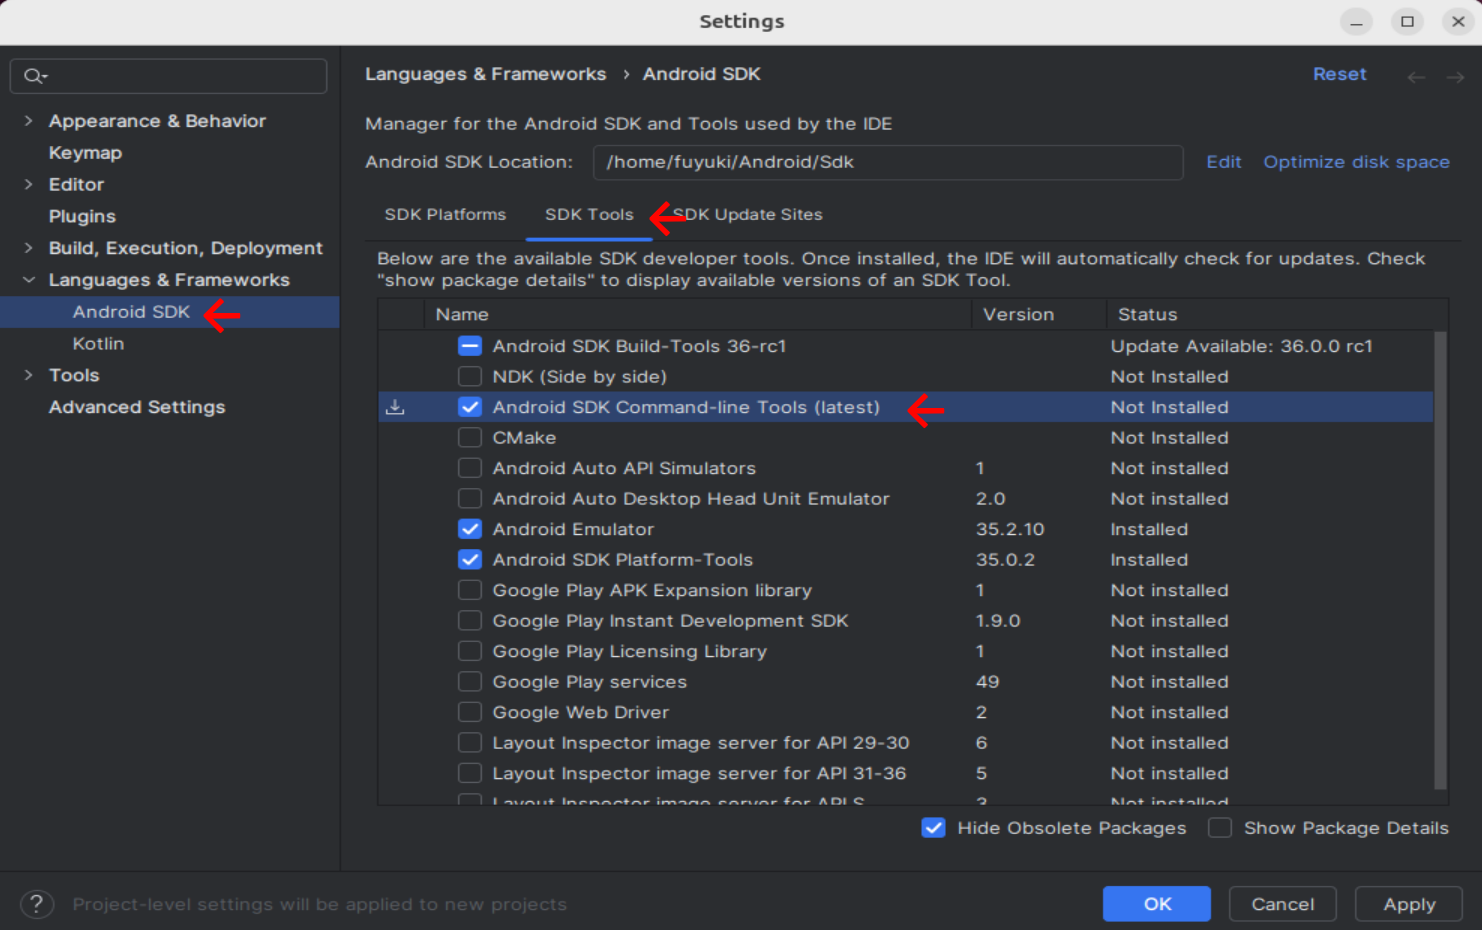 Settings
Languages & Frameworks › Android SDK
Reset
Appearance & Behavior
Keymap
Editor
Plugins
Build, Execution, Deployment
Languages & Frameworks
Android SDK
Kotlin
Tools
Advanced Settings
Manager for the Android SDK and Tools used by the IDE
Android SDK Location: /home/fuyuki/Android/Sdk Edit Optimize disk space
SDK Platforms SDK Tools SDK Update Sites
Below are the available SDK developer tools. Once installed, the IDE will automatically check for updates. Check
"show package details" to display available versions of an SDK Tool.
Name Version Status
Android SDK Build-Tools 36-rc1 Update Available: 36.0.0 rc1
NDK (Side by side) Not Installed
Android SDK Command-line Tools (latest) Not Installed
CMake Not Installed
Android Auto API Simulators 1 Not installed
Android Auto Desktop Head Unit Emulator 2.0 Not installed
Android Emulator 35.2.10 Installed
Android SDK Platform-Tools 35.0.2 Installed
Google Play APK Expansion library 1 Not installed
Google Play Instant Development SDK 1.9.0 Not installed
Google Play Licensing Library 1 Not installed
Google Play services 49 Not installed
Google Web Driver 2 Not installed
Layout Inspector image server for API 29-30 6 Not installed
Layout Inspector image server for API 31-36 5 Not installed
Layout Inspector image server for API S 3 Not installed
Hide Obsolete Packages Show Package Details
? Project-level settings will be applied to new projects
OK Cancel Apply